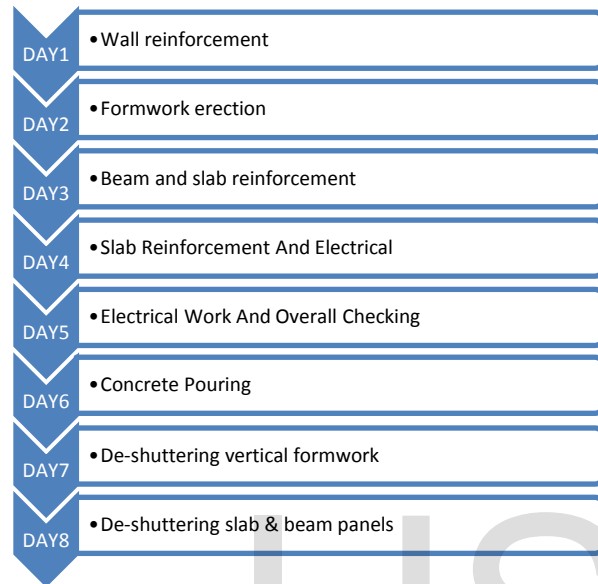 DAY1
•Wall reinforcement
DAY2
•Formwork erection
DAY3
•Beam and slab reinforcement
DAY4
•Slab Reinforcement And Electrical
DAY5
•Electrical Work And Overall Checking
DAY6
•Concrete Pouring
DAY7
•De-shuttering vertical formwork
DAY8
•De-shuttering slab & beam panels